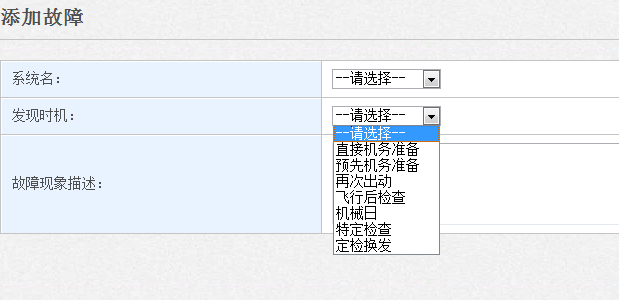 添加故障
系统名：
--请选择--
发现时机：
--请选择--
--请选择--
直接机务准备
预先机务准备
再次出动
飞行后检查
机械日
特定检查
定检换发
故障现象描述：